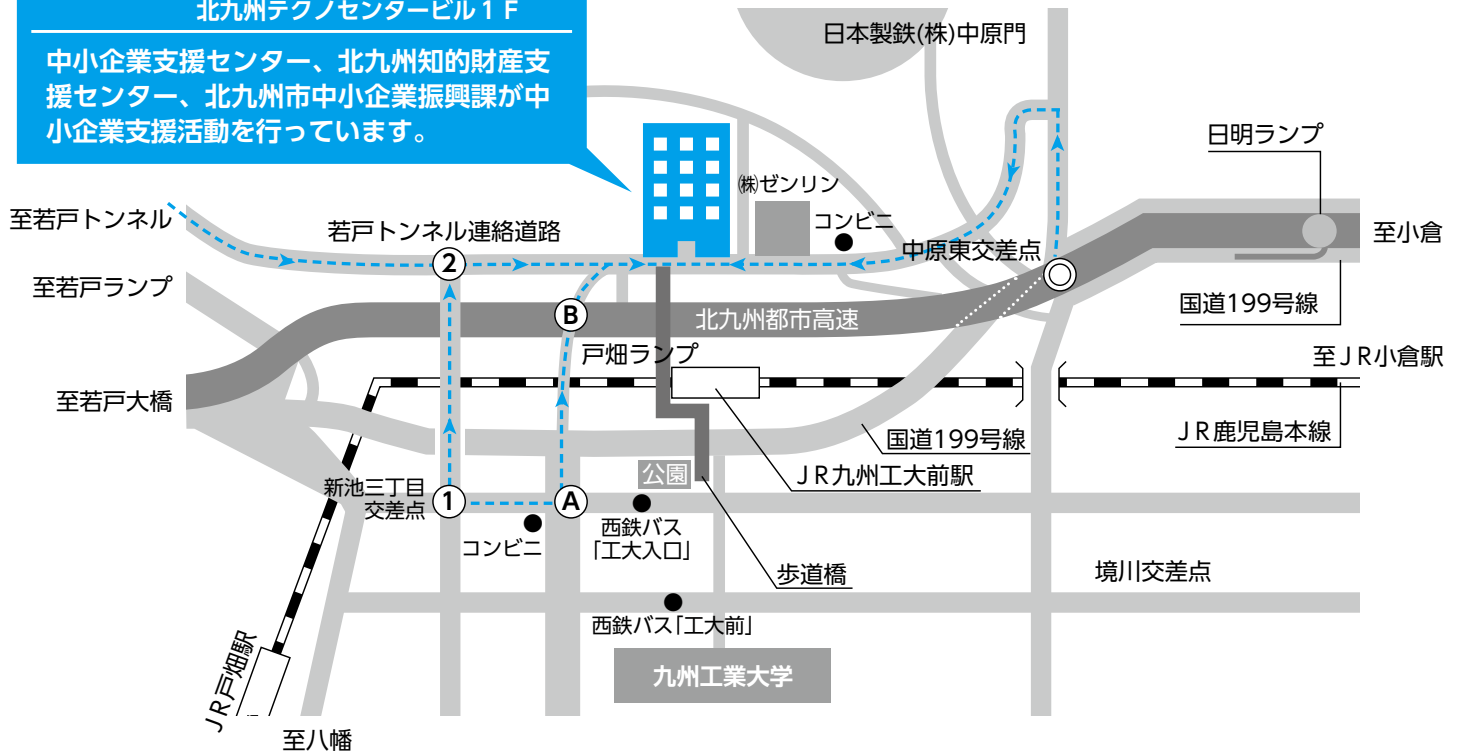 北九州テクノセンタービル1F
中小企業支援センター、北九州知的財産支
援センター、北九州市中小企業振興課が中
小企業支援活動を行っています。
日本製鉄(株)中原門
日明ランプ
㈱ゼンリン
コンビニ
至若戸トンネル
若戸トンネル連絡道路
中原東交差点
至小倉
2
至若戸ランプ
国道199号線
B
北九州都市高速
戸畑ランプ
至JR小倉駅
至若戸大橋
国道199号線
JR鹿児島本線
公園
JR九州工大前駅
新池三丁目
交差点
1
A
コンビニ
西鉄バス
「工大入口」
歩道橋
境川交差点
西鉄バス「工大前」
JR戸畑駅
九州工業大学
至八幡